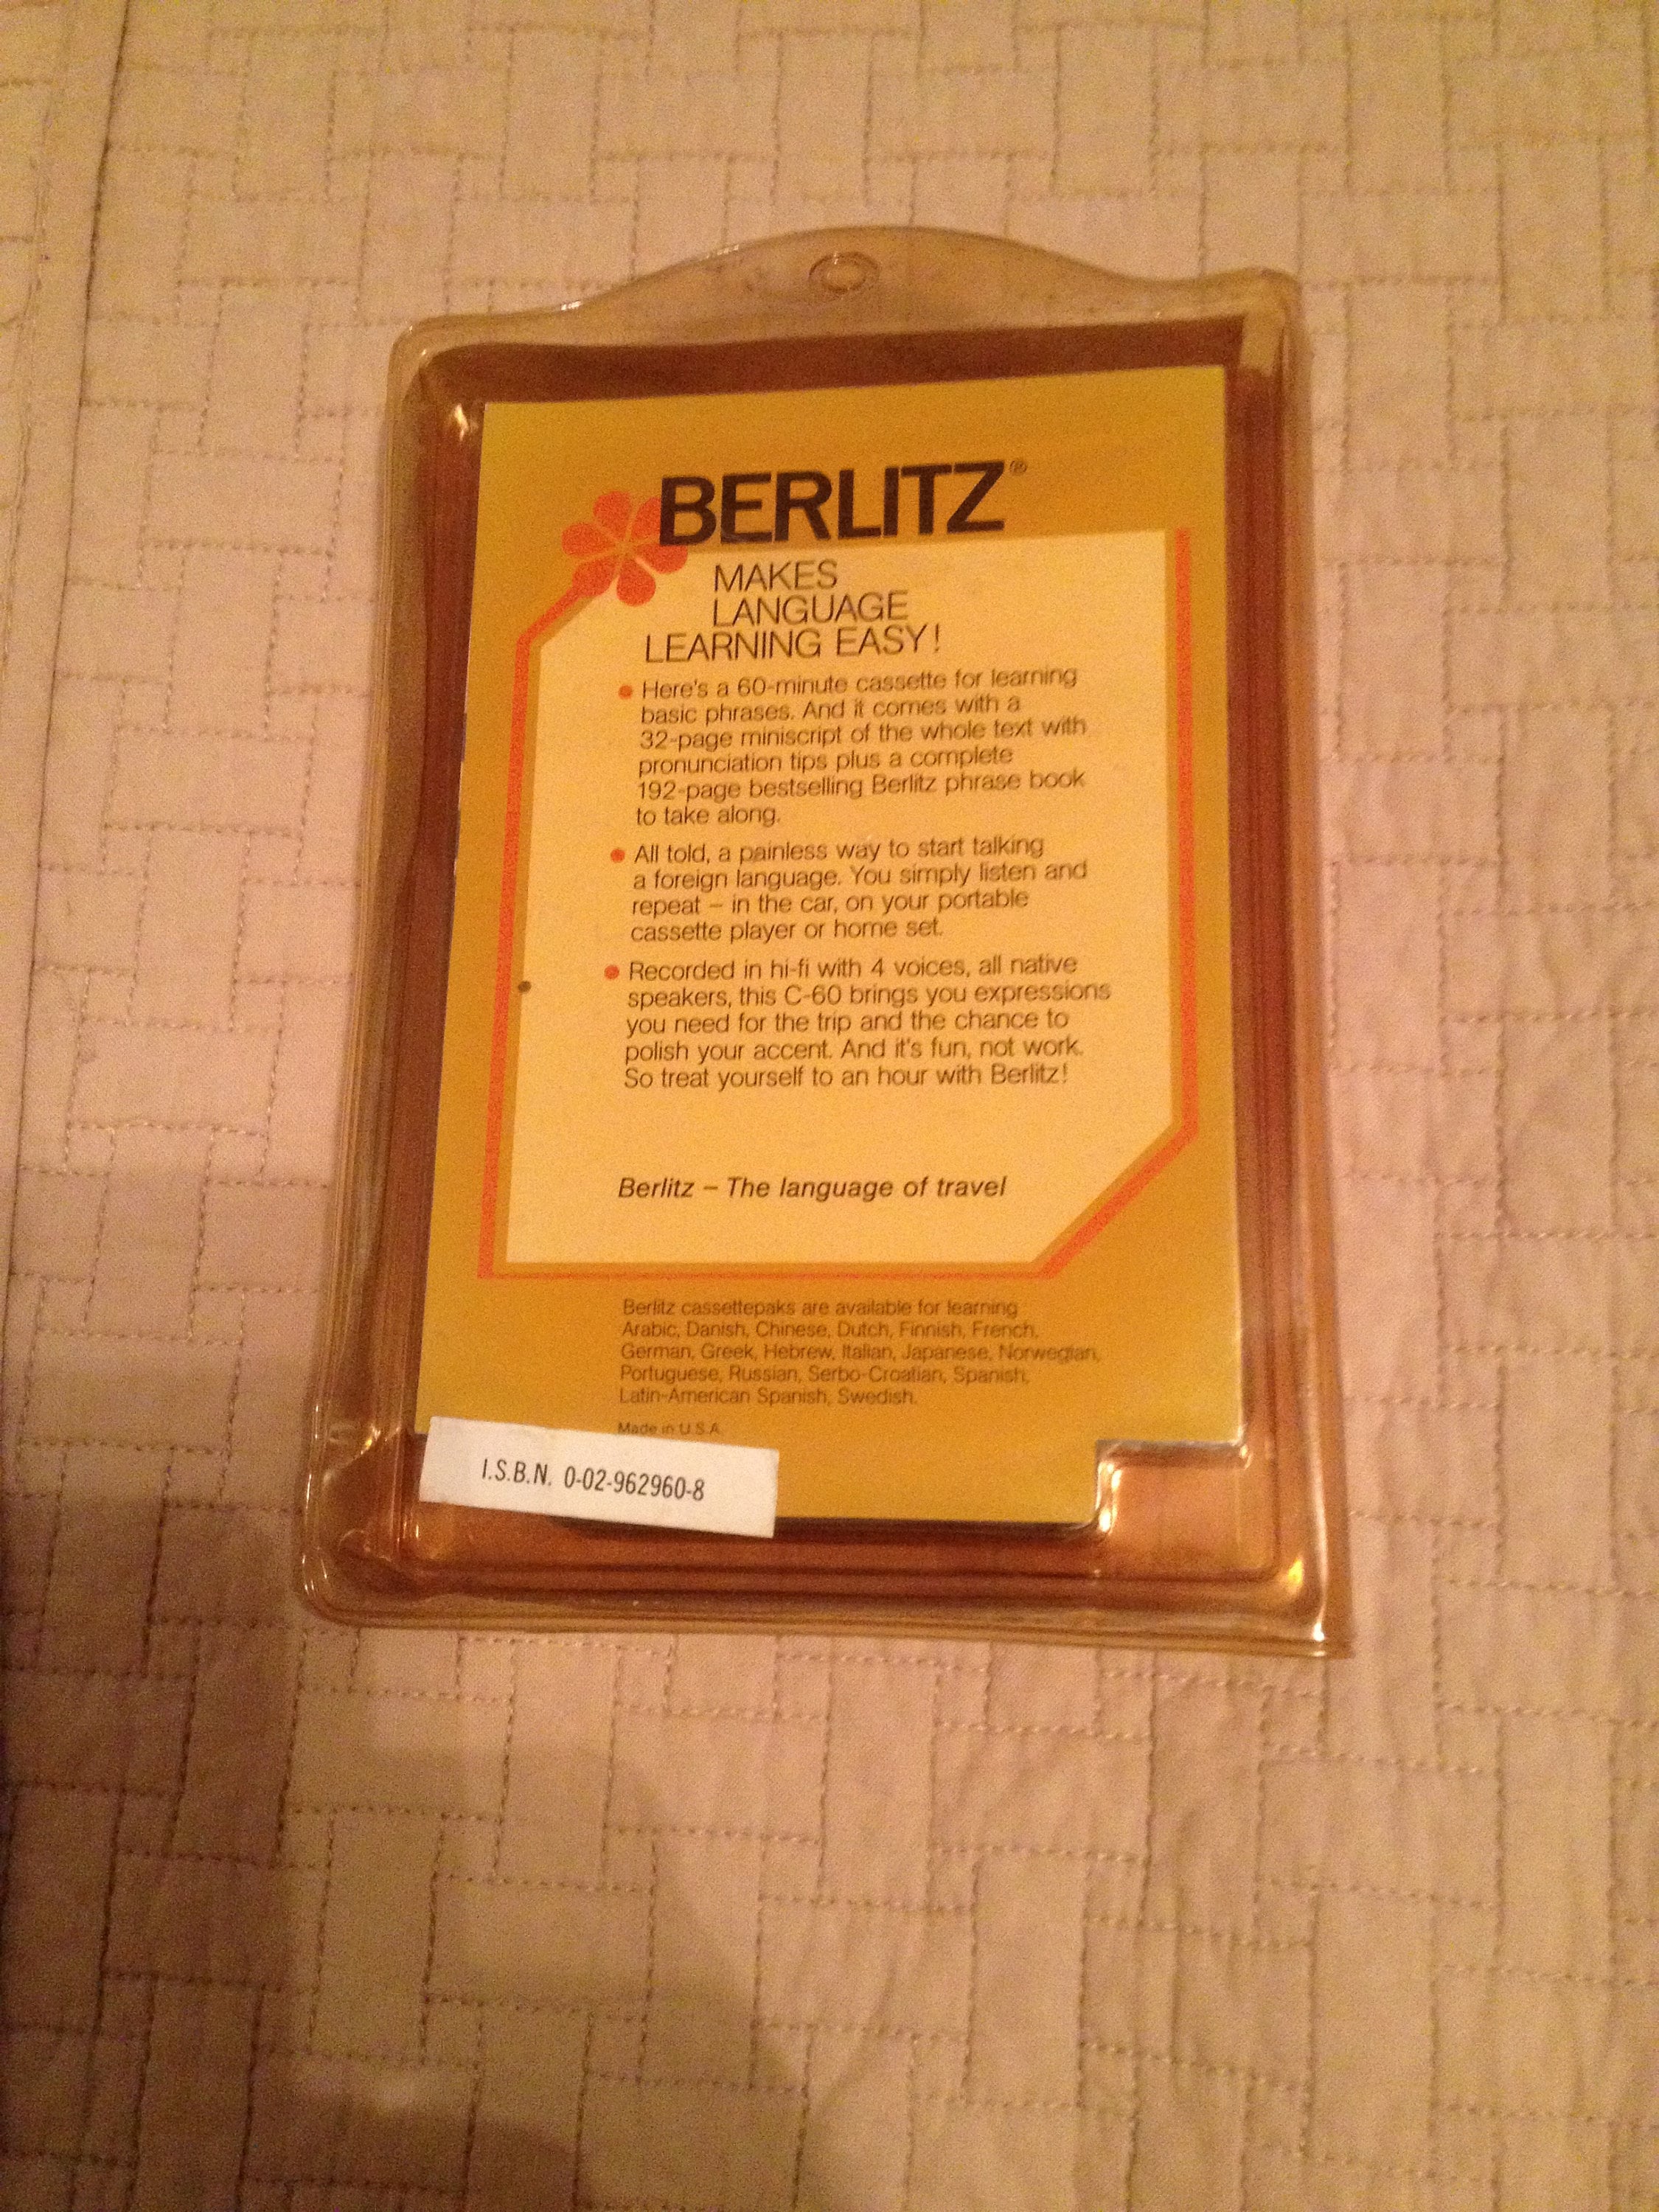 BERLITZ®
MAKES
LANGUAGE
LEARNING EASY!
• Here's a 60-minute cassette for learning
basic phrases. And it comes with a
32-page miniscript of the whole text with
pronunciation tips plus a complete
192-page bestselling Berlitz phrase book
to take along.
• All told, a painless way to start talking
a foreign language. You simply listen and
repeat – in the car, on your portable
cassette player or home set.
• Recorded in hi-fi with 4 voices, all native
speakers, this C-60 brings you expressions
you need for the trip and the chance to
polish your accent. And it's fun, not work.
So treat yourself to an hour with Berlitz!
Berlitz – The language of travel
Berlitz cassettepaks are available for learning
Arabic, Danish, Chinese, Dutch, Finnish, French,
German, Greek, Hebrew, Italian, Japanese, Norwegian,
Portuguese, Russian, Serbo-Croatian, Spanish,
Latin-American Spanish, Swedish.
Made in U.S.A.
I.S.B.N. 0-02-962960-8